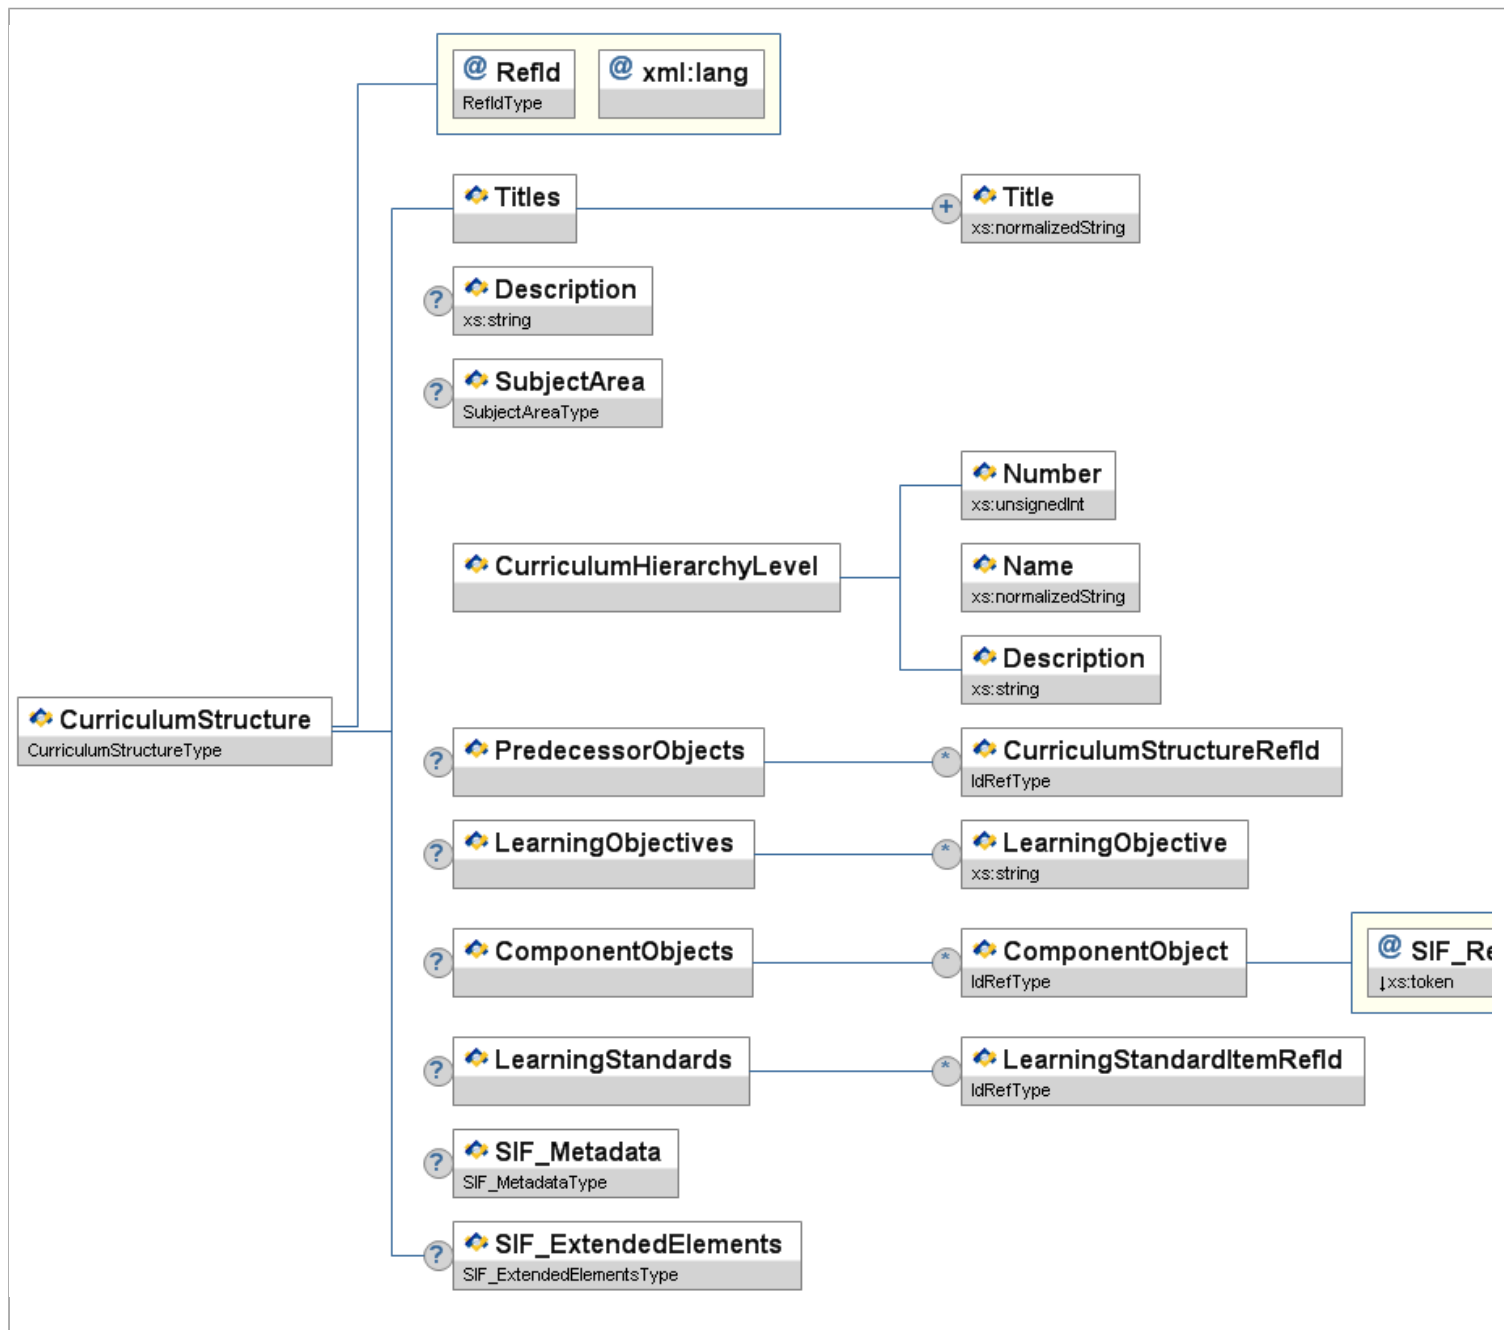 @ RefId
RefIdType
@ xml:lang
Titles
+ Title
xs:normalizedString
? Description
xs:string
? SubjectArea
SubjectAreaType
Number
xs:unsignedInt
CurriculumHierarchyLevel
Name
xs:normalizedString
Description
xs:string
CurriculumStructure
CurriculumStructureType
? PredecessorObjects
* CurriculumStructureRefId
IdRefType
? LearningObjectives
* LearningObjective
xs:string
? ComponentObjects
* ComponentObject
IdRefType
@ SIF_Re
↓xs:token
? LearningStandards
* LearningStandardItemRefId
IdRefType
? SIF_Metadata
SIF_MetadataType
? SIF_ExtendedElements
SIF_ExtendedElementsType